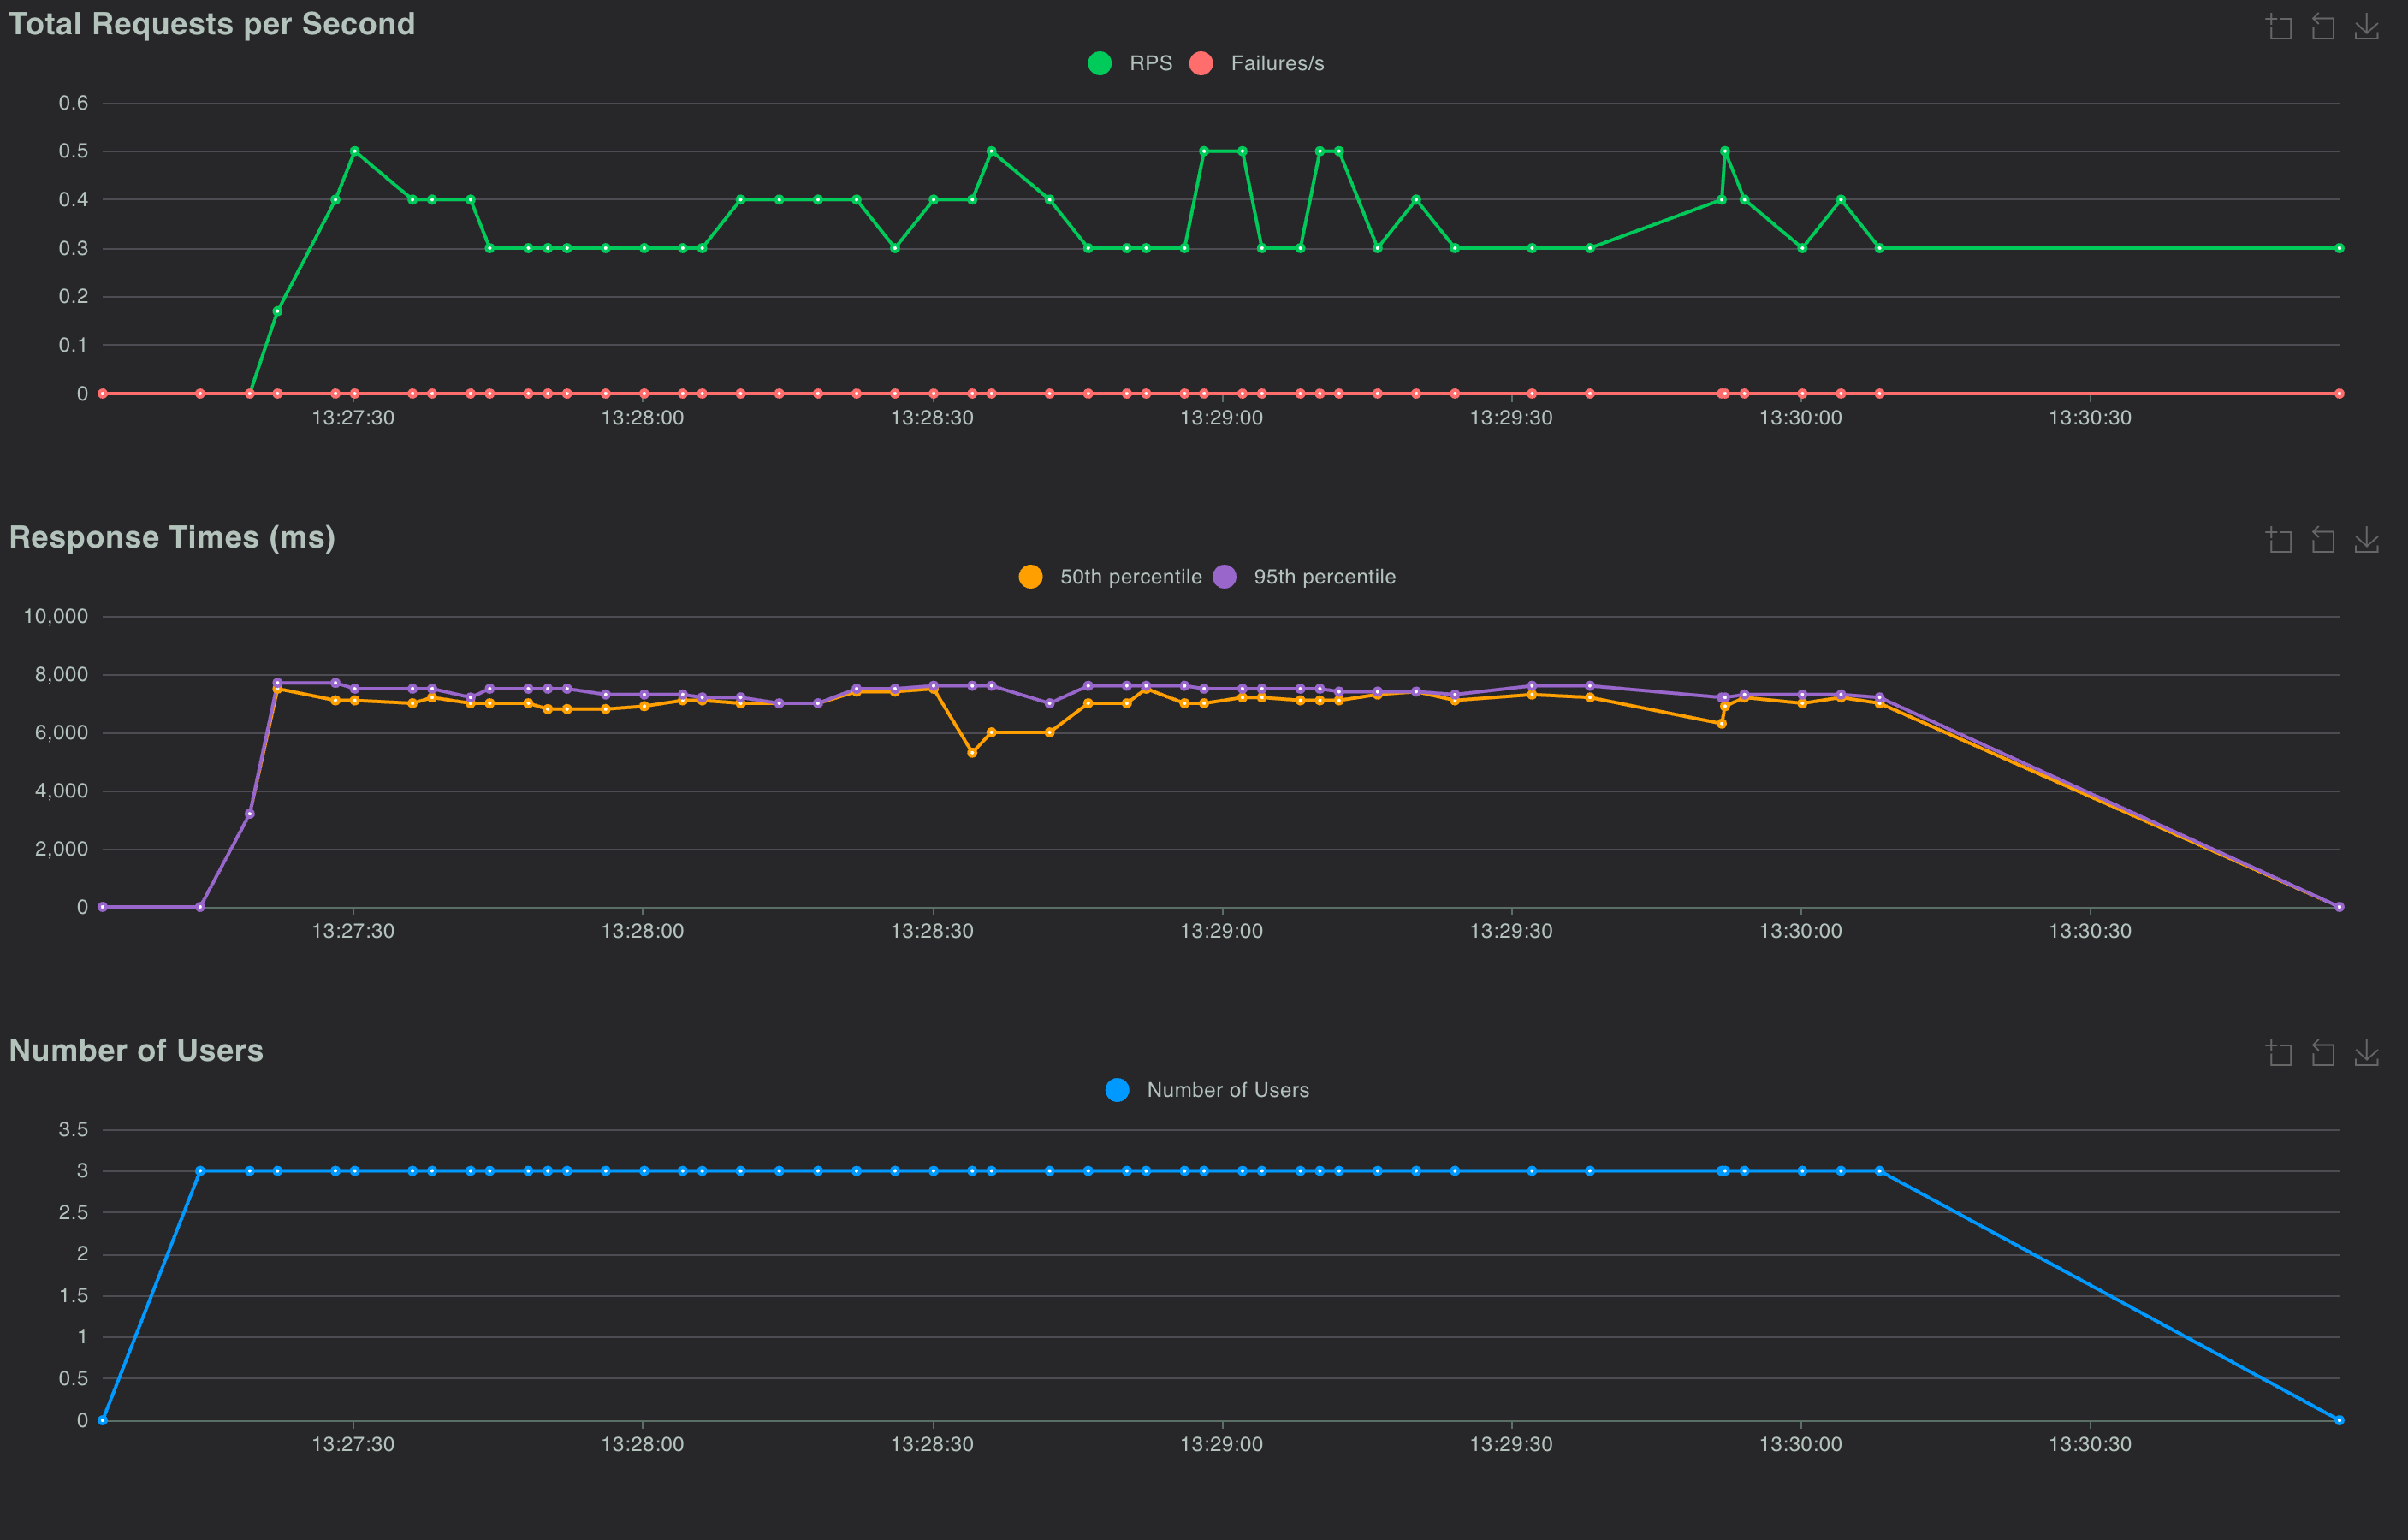 Total Requests per Second
RPS Failures/s
0.6
0.5
0.4
0.3
0.2
0.1
0
13:27:30 13:28:00 13:28:30 13:29:00 13:29:30 13:30:00 13:30:30
Response Times (ms)
50th percentile 95th percentile
10,000
8,000
6,000
4,000
2,000
0
13:27:30 13:28:00 13:28:30 13:29:00 13:29:30 13:30:00 13:30:30
Number of Users
Number of Users
3.5
3
2.5
2
1.5
1
0.5
0
13:27:30 13:28:00 13:28:30 13:29:00 13:29:30 13:30:00 13:30:30